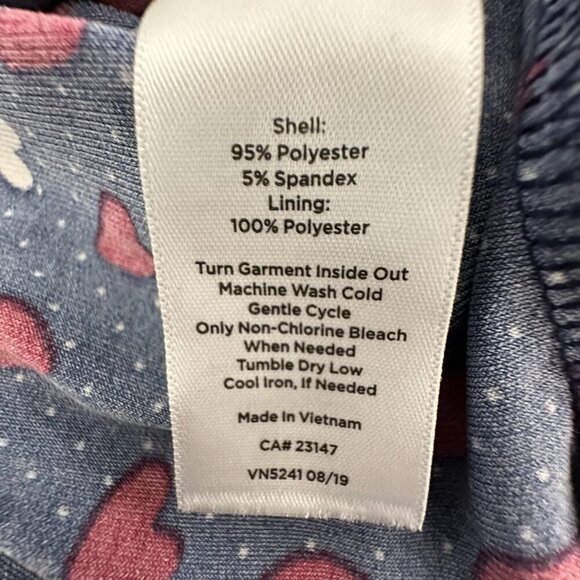 Shell:
95% Polyester
5% Spandex
Lining:
100% Polyester
Turn Garment Inside Out
Machine Wash Cold
Gentle Cycle
Only Non-Chlorine Bleach
When Needed
Tumble Dry Low
Cool Iron, If Needed
Made In Vietnam
CA# 23147
VN5241 08/19